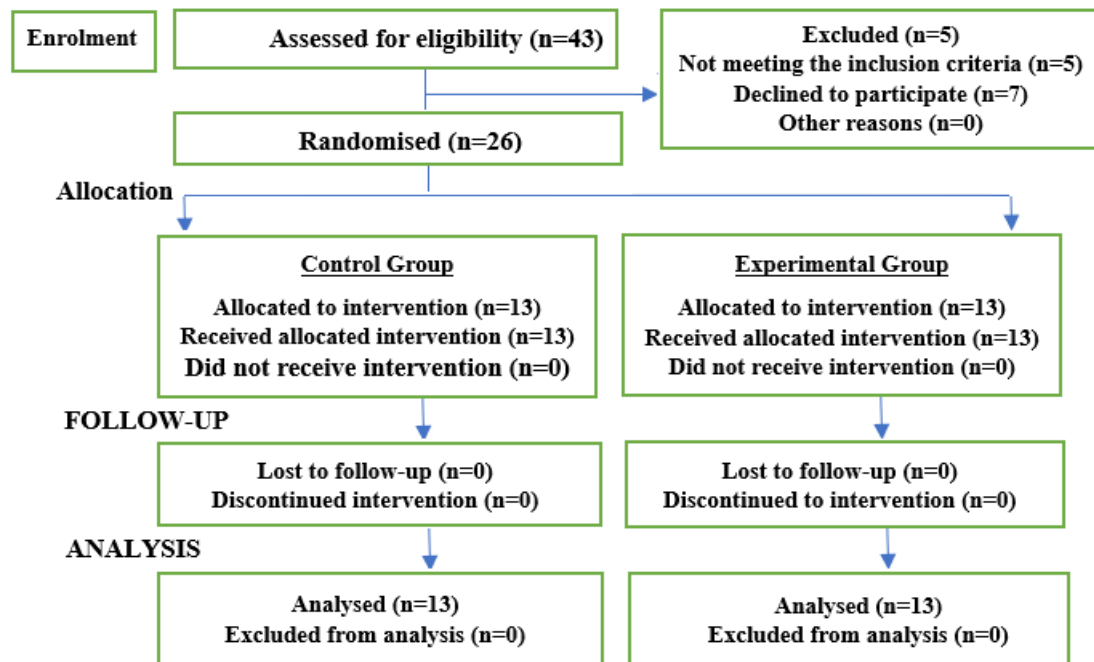 Enrolment
Assessed for eligibility (n=43)
Excluded (n=5)
Not meeting the inclusion criteria (n=5)
Declined to participate (n=7)
Other reasons (n=0)
Randomised (n=26)
Allocation
Control Group
Allocated to intervention (n=13)
Received allocated intervention (n=13)
Did not receive intervention (n=0)
Experimental Group
Allocated to intervention (n=13)
Received allocated intervention (n=13)
Did not receive intervention (n=0)
FOLLOW-UP
Lost to follow-up (n=0)
Discontinued intervention (n=0)
Lost to follow-up (n=0)
Discontinued to intervention (n=0)
ANALYSIS
Analysed (n=13)
Excluded from analysis (n=0)
Analysed (n=13)
Excluded from analysis (n=0)